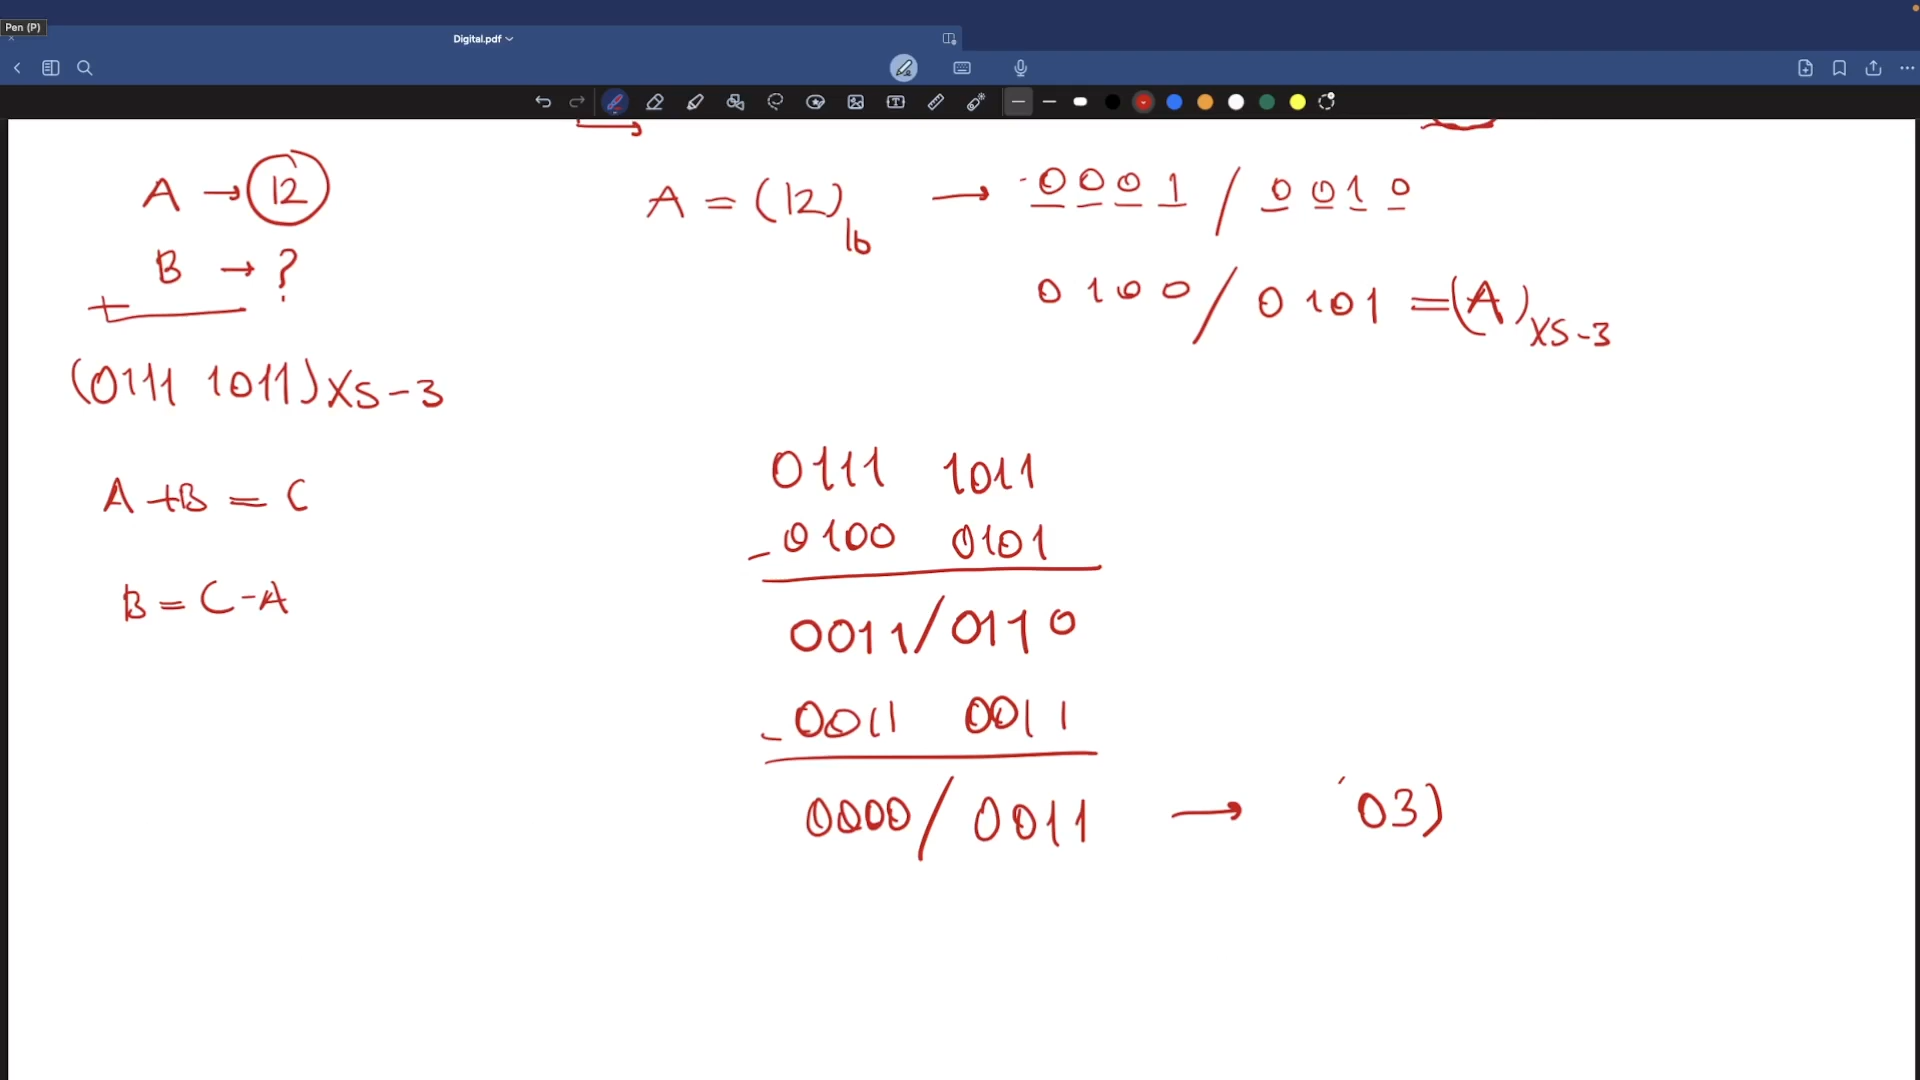 Pen (P)
Digital.pdf
A → 12
B → ?
+
(0111 1011) XS-3
A + B = C
B = C - A
A = (12)16 → 0001 / 0010
0100 / 0101 = (A) XS-3
0111 1011
- 0100 0101
0011 / 0110
- 0011 0011
0000 / 0011 → 03)